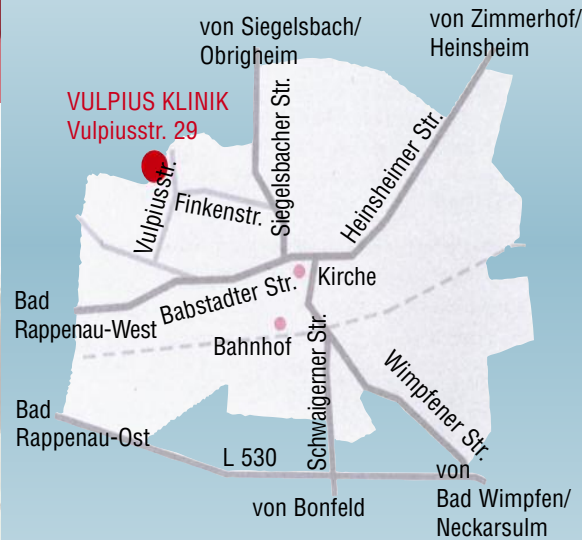 von Siegelsbach/
Obrigheim
von Zimmerhof/
Heinsheim
VULPIUS KLINIK
Vulpiusstr. 29
Vulpiusstr.
Finkenstr.
Siegelsbacher Str.
Heinsheimer Str.
Babstadter Str.
Kirche
Bad
Rappenau-West
Bahnhof
Schwaigerner Str.
Wimpfener Str.
Bad
Rappenau-Ost
L 530
von Bonfeld
von
Bad Wimpfen/
Neckarsulm